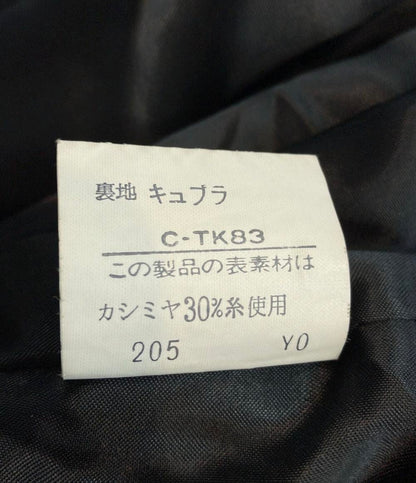 裏地 キュプラ
C-TK83
この製品の表素材は
カシミヤ30%糸使用
205 YO